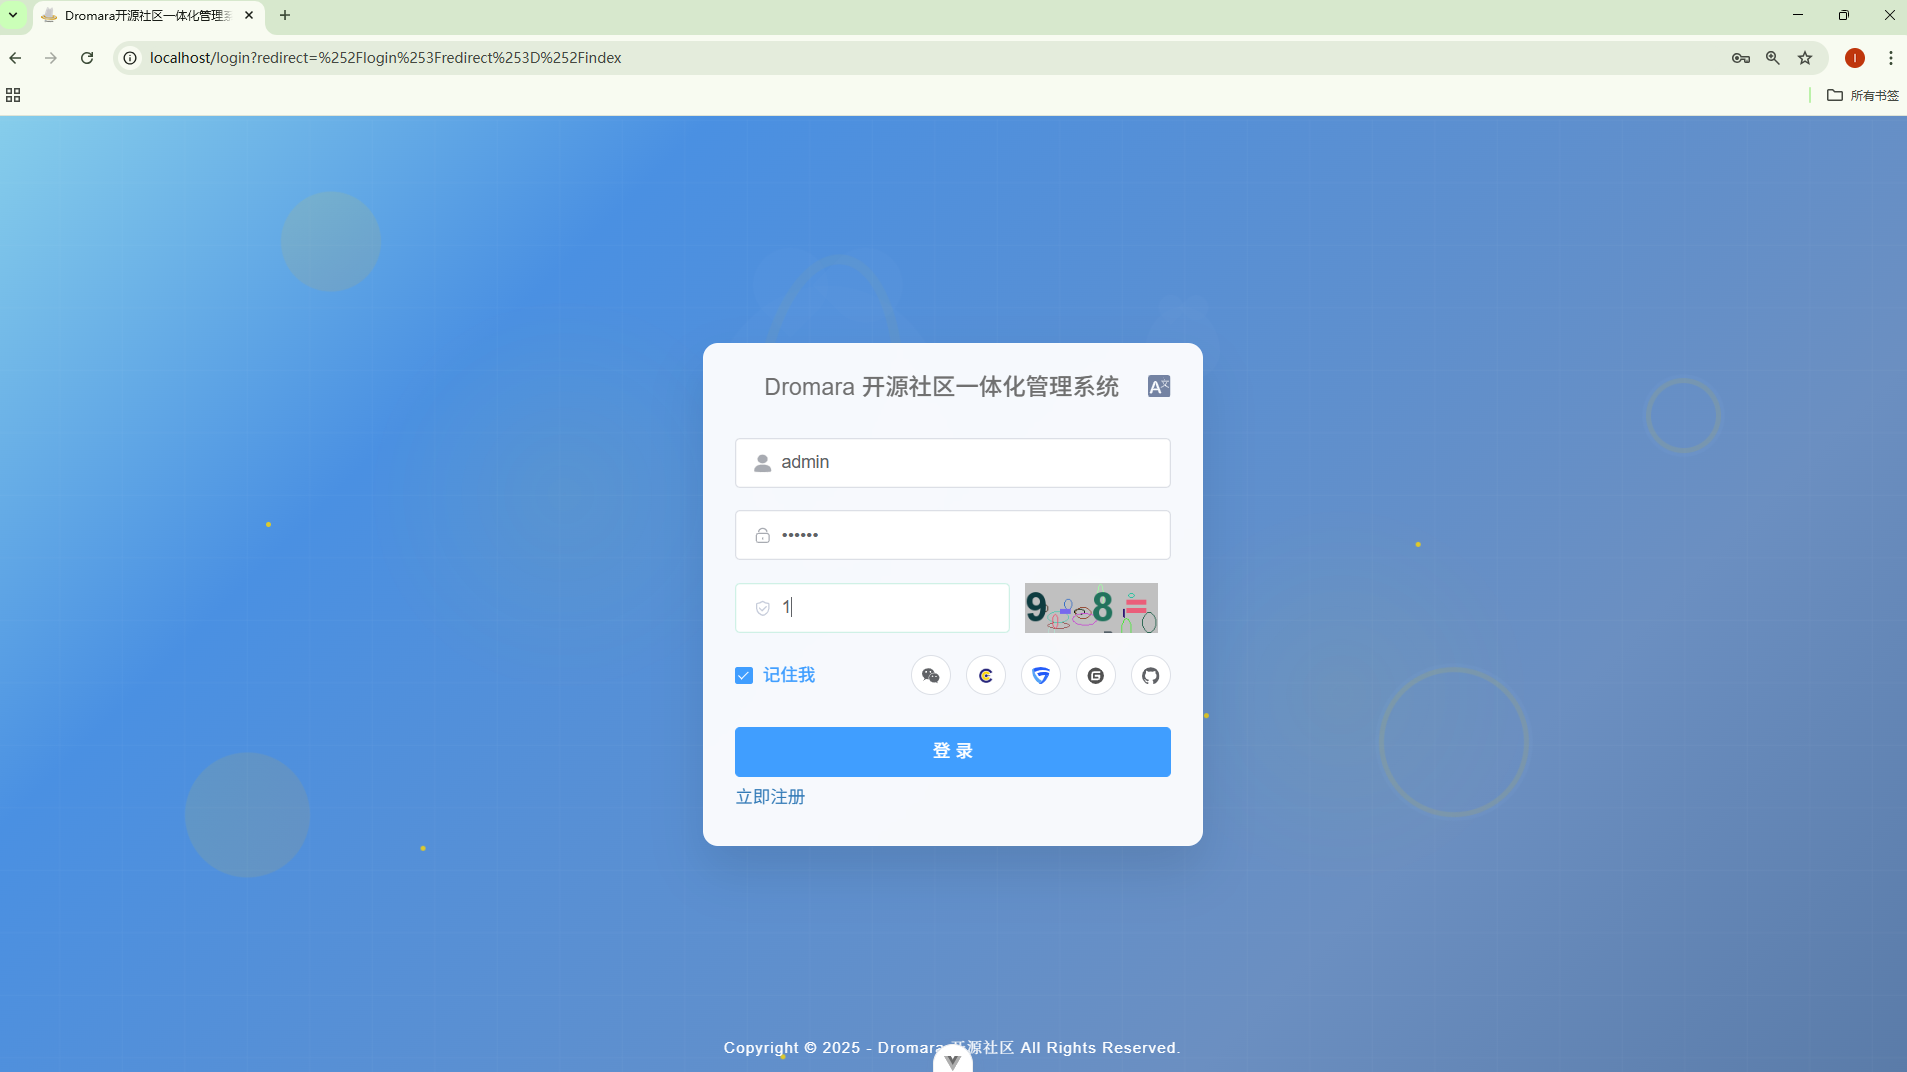 Dromara开源社区一体化管理系
localhost/login?redirect=%252Flogin%253Fredirect%253D%252Findex
I
所有书签
Dromara 开源社区一体化管理系统
A文
admin
••••••
1
9-8=
记住我
登 录
立即注册
Copyright © 2025 - Dromara 开源社区 All Rights Reserved.